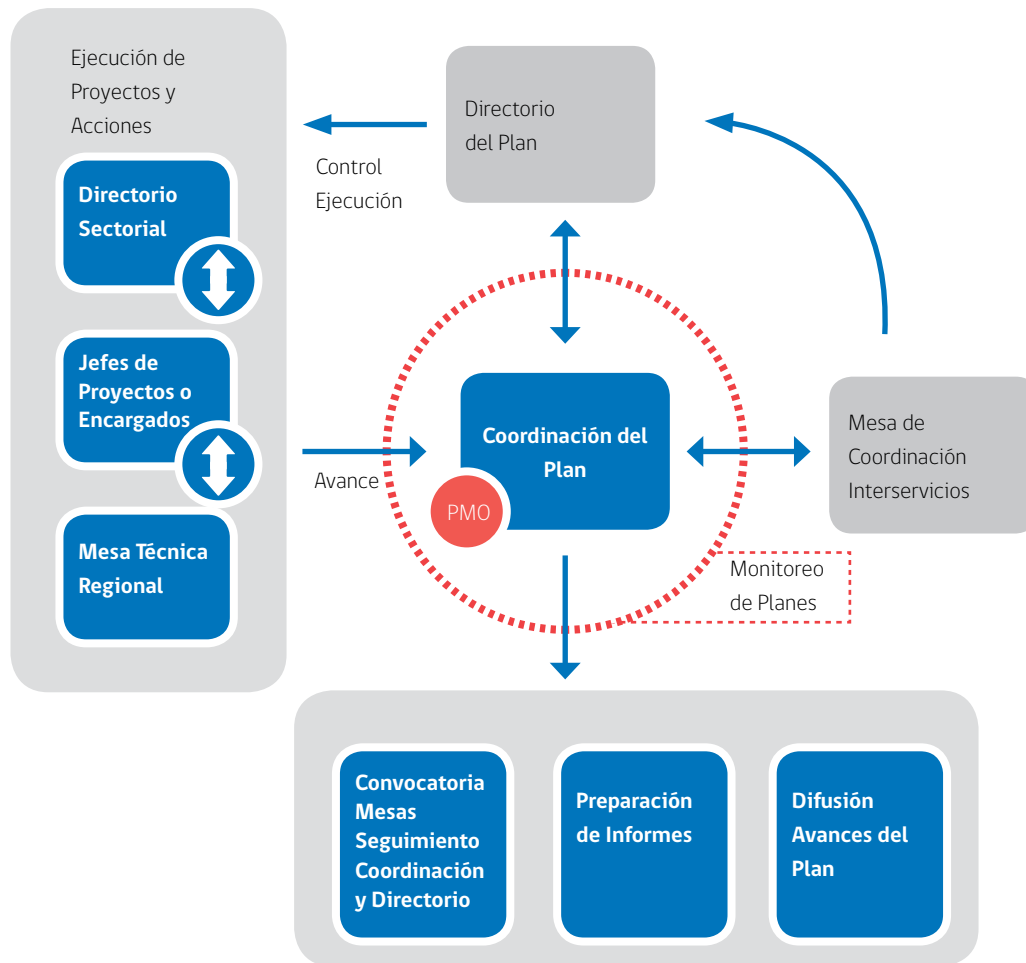 Ejecución de
Proyectos y
Acciones
Directorio
Sectorial
Jefes de
Proyectos o
Encargados
Mesa Técnica
Regional
Control
Ejecución
Avance
Directorio
del Plan
Coordinación del
Plan
PMO
Mesa de
Coordinación
Interservicios
Monitoreo
de Planes
Convocatoria
Mesas
Seguimiento
Coordinación
y Directorio
Preparación
de Informes
Difusión
Avances del
Plan